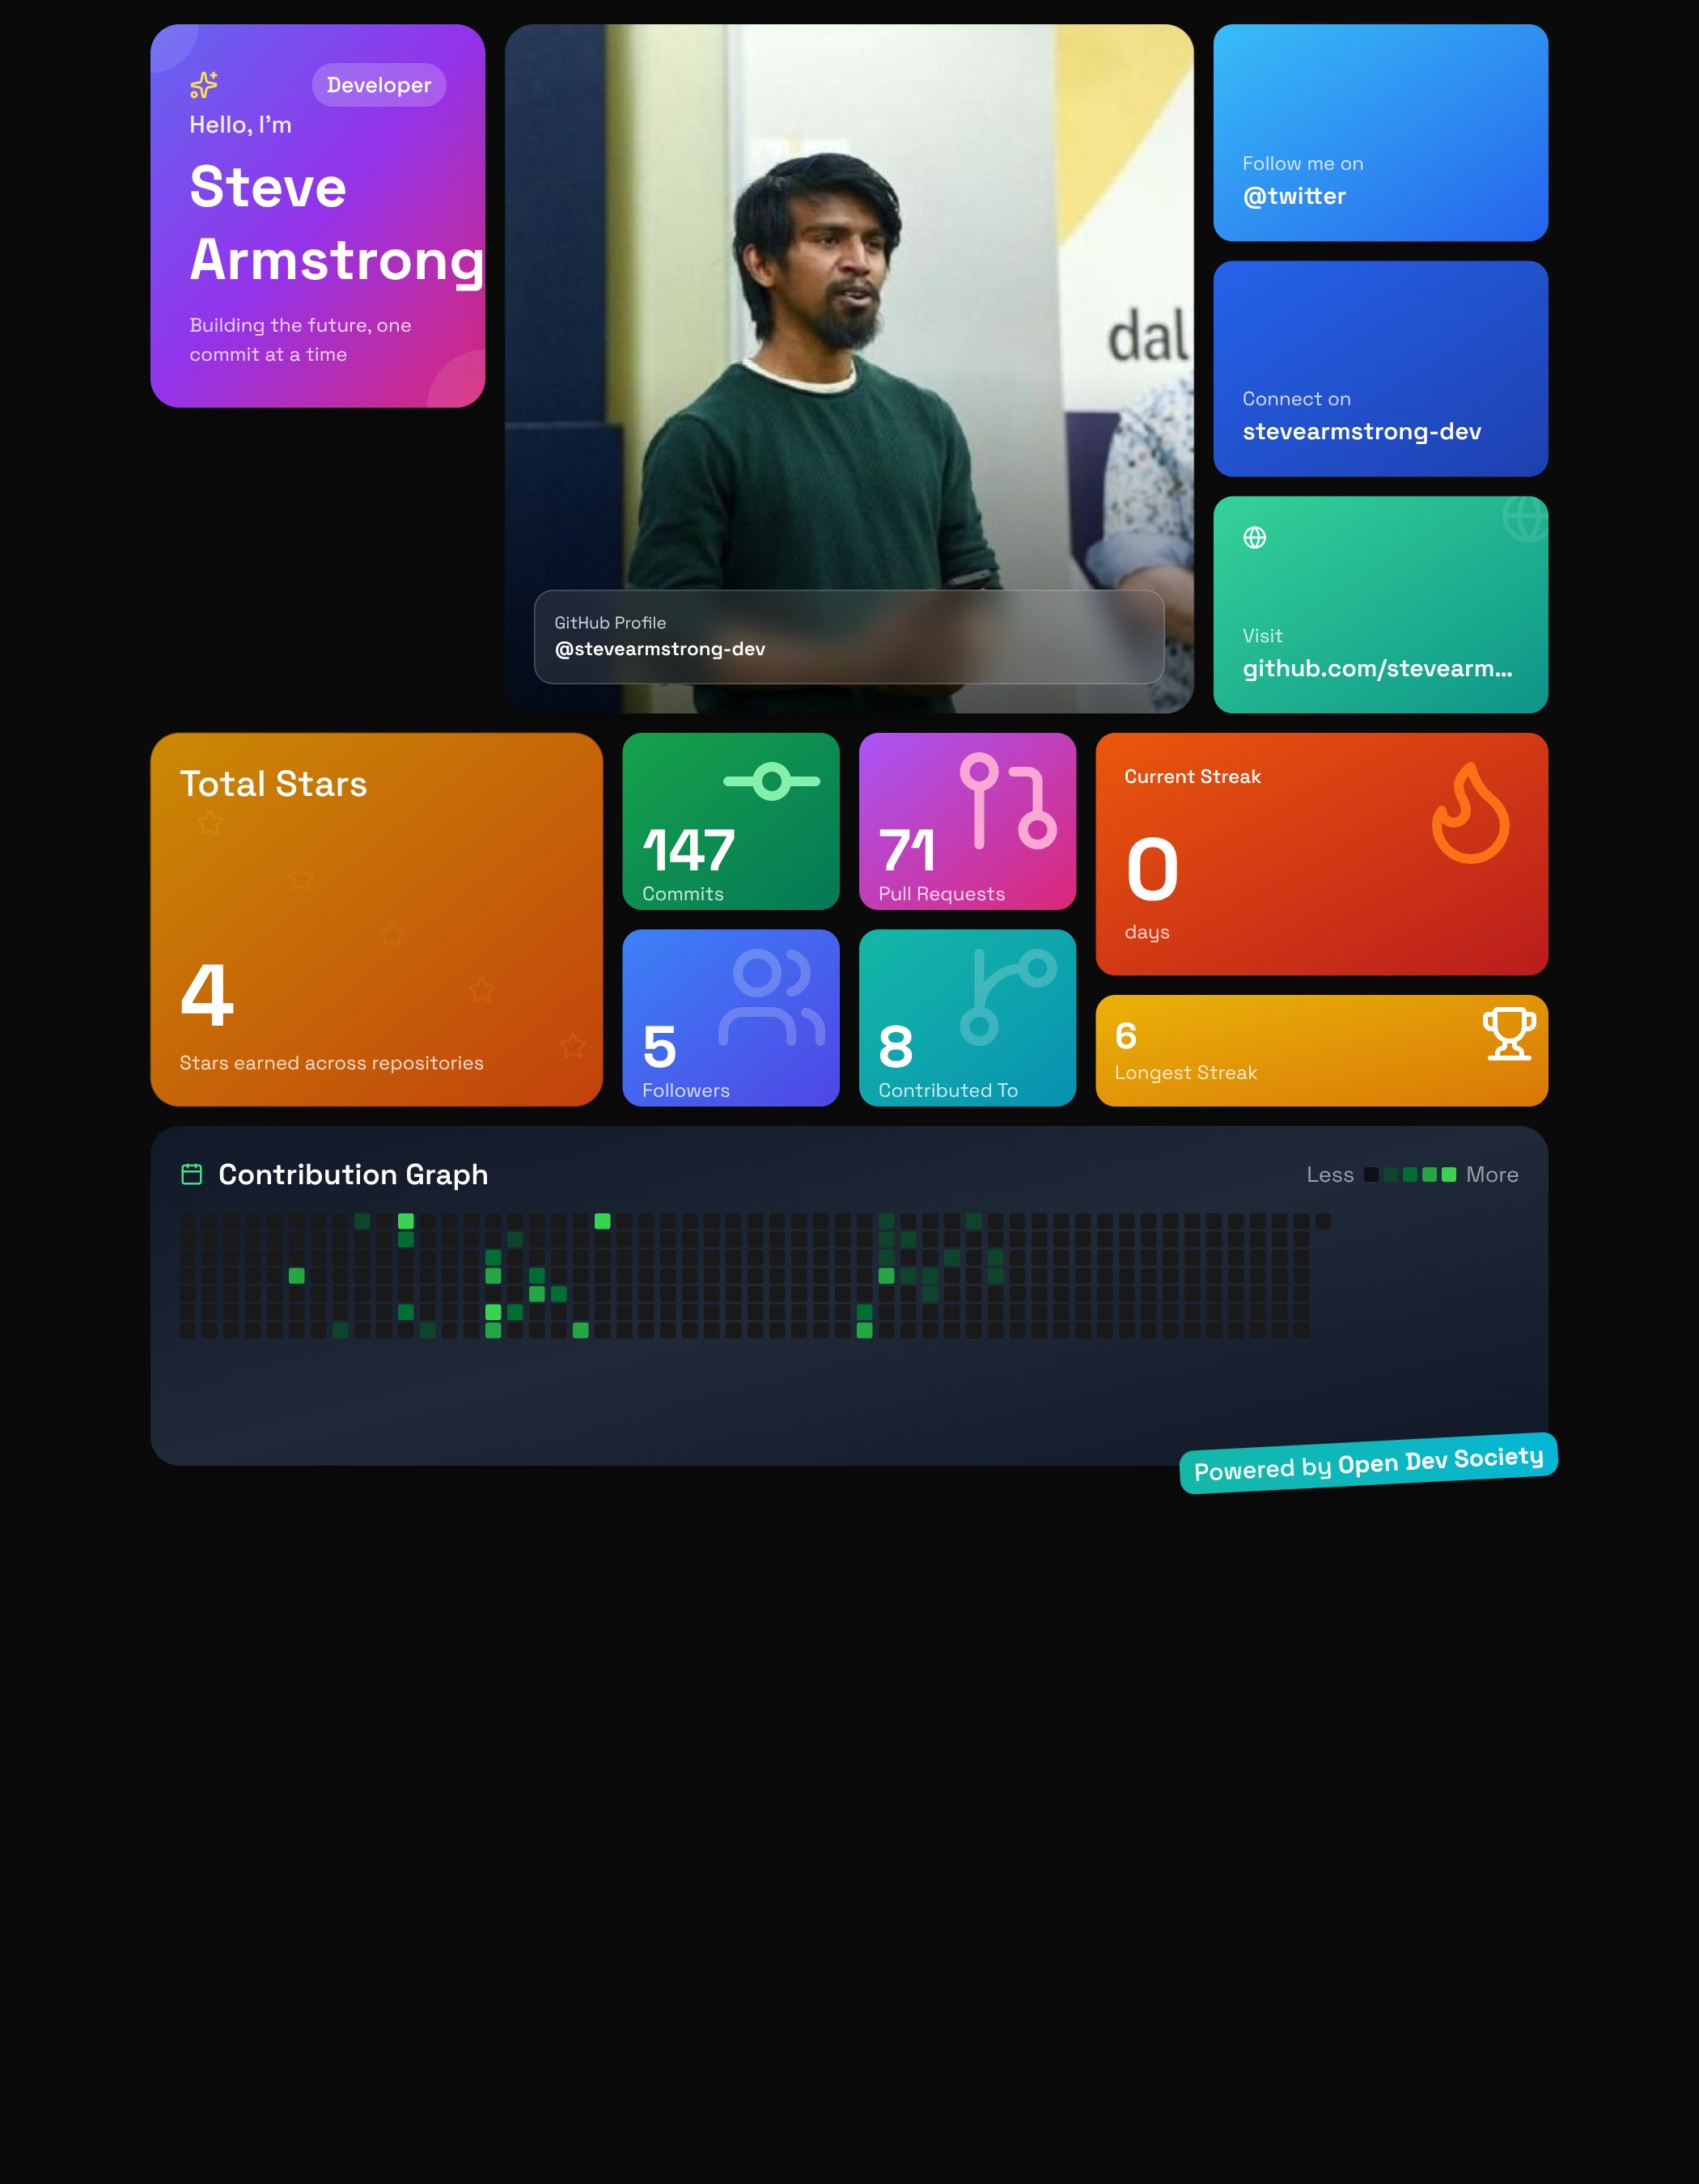 Developer
Hello, I'm
Steve
Armstrong
Building the future, one
commit at a time
dal
GitHub Profile
@stevearmstrong-dev
Follow me on
@twitter
Connect on
stevearmstrong-dev
Visit
github.com/stevearm...
Total Stars
4
Stars earned across repositories
147
Commits
71
Pull Requests
5
Followers
8
Contributed To
Current Streak
0
days
6
Longest Streak
Contribution Graph
Less
More
Powered by Open Dev Society